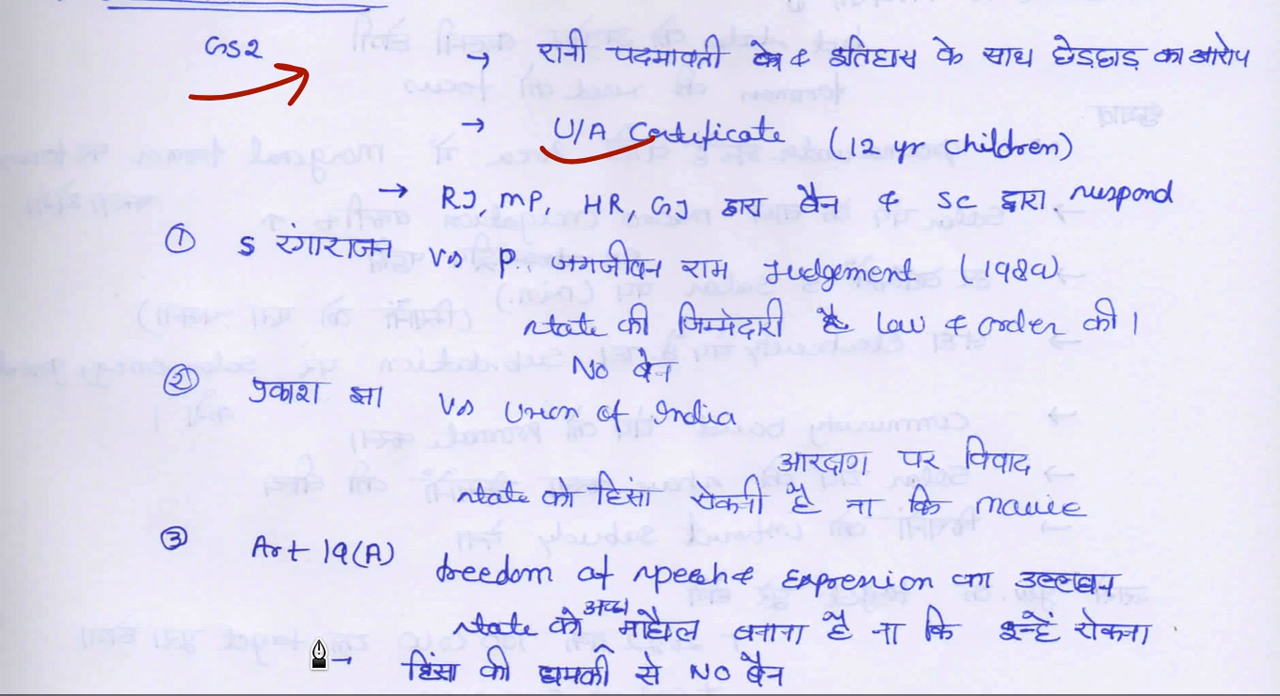 GS2
→ रानी पदमावती & इतिहास के साथ छेड़छाड़ का आरोप
→ U/A Certificate (12 yr children)
→ RJ, MP, HR, GJ द्वारा बैन & SC द्वारा respond
① S रंगाराजन Vs P. जगजीवन राम Judgement (1989)
state की जिम्मेदारी है law & order की।
No बेन
② प्रकाश झा Vs Union of India
आरक्षण पर विवाद
state को हिंसा रोकनी है ना कि movie
③ Art 19(A) freedom of speech & Expression का उल्लंघन
state को अच्छा माहौल बनाना है ना कि इन्हें रोकना
→ हिंसा की धमकी से NO बैन